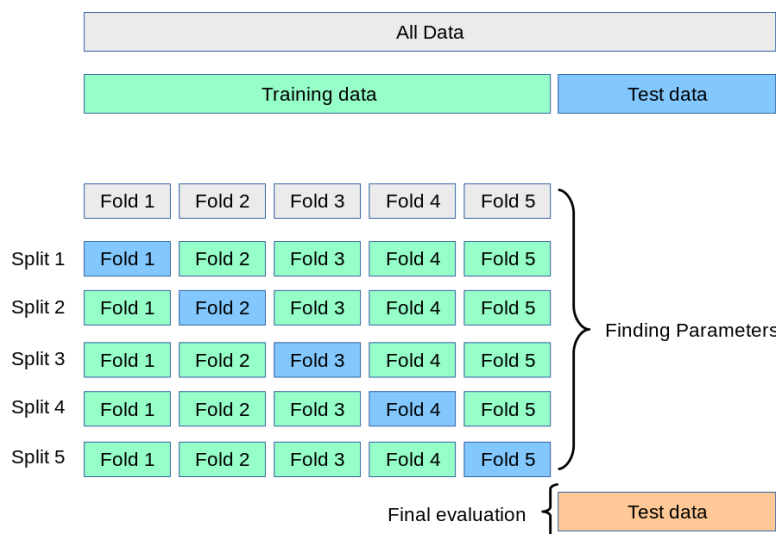 All Data
Training data Test data
Fold 1 Fold 2 Fold 3 Fold 4 Fold 5
Split 1 Fold 1 Fold 2 Fold 3 Fold 4 Fold 5
Split 2 Fold 1 Fold 2 Fold 3 Fold 4 Fold 5
Finding Parameters
Split 3 Fold 1 Fold 2 Fold 3 Fold 4 Fold 5
Split 4 Fold 1 Fold 2 Fold 3 Fold 4 Fold 5
Split 5 Fold 1 Fold 2 Fold 3 Fold 4 Fold 5
Final evaluation Test data